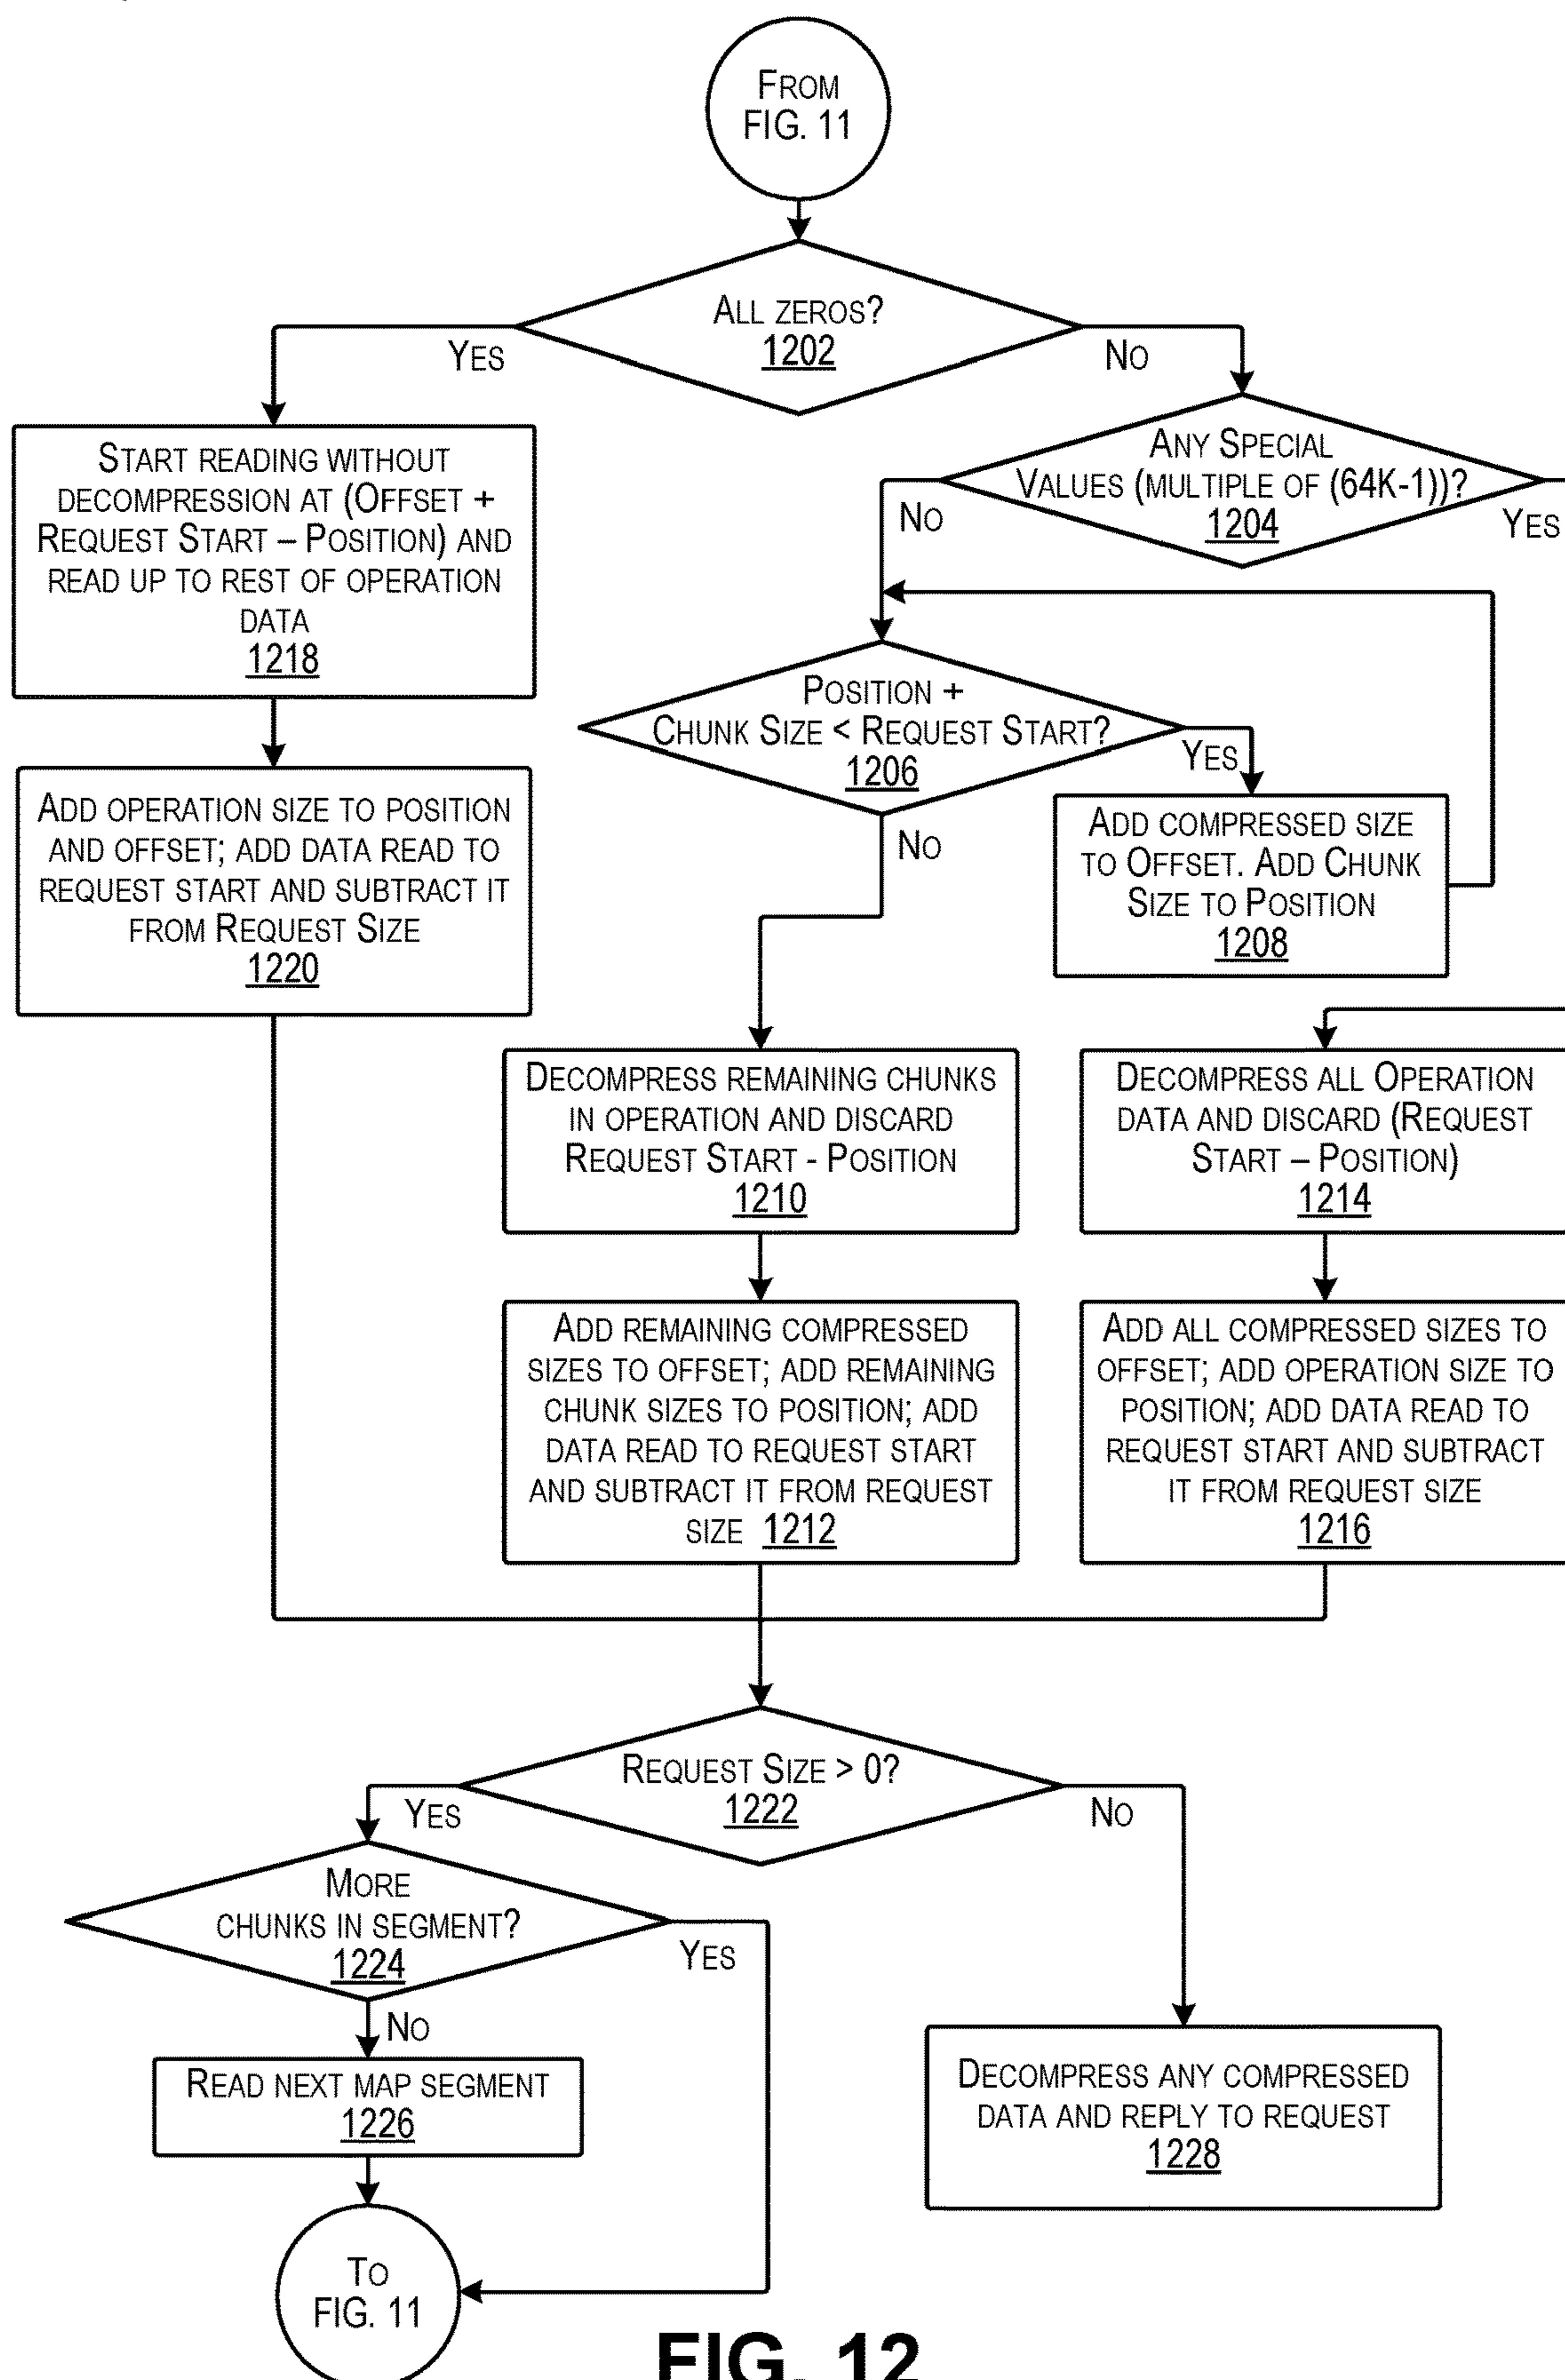 FROM
FIG. 11
ALL ZEROS?
1202
YES
NO
START READING WITHOUT
DECOMPRESSION AT (OFFSET +
REQUEST START – POSITION) AND
READ UP TO REST OF OPERATION
DATA
1218
ANY SPECIAL
VALUES (MULTIPLE OF (64K-1))?
1204
NO
YES
POSITION +
CHUNK SIZE < REQUEST START?
1206
YES
NO
ADD OPERATION SIZE TO POSITION
AND OFFSET; ADD DATA READ TO
REQUEST START AND SUBTRACT IT
FROM REQUEST SIZE
1220
ADD COMPRESSED SIZE
TO OFFSET. ADD CHUNK
SIZE TO POSITION
1208
DECOMPRESS REMAINING CHUNKS
IN OPERATION AND DISCARD
REQUEST START - POSITION
1210
DECOMPRESS ALL OPERATION
DATA AND DISCARD (REQUEST
START – POSITION)
1214
ADD REMAINING COMPRESSED
SIZES TO OFFSET; ADD REMAINING
CHUNK SIZES TO POSITION; ADD
DATA READ TO REQUEST START
AND SUBTRACT IT FROM REQUEST
SIZE 1212
ADD ALL COMPRESSED SIZES TO
OFFSET; ADD OPERATION SIZE TO
POSITION; ADD DATA READ TO
REQUEST START AND SUBTRACT
IT FROM REQUEST SIZE
1216
REQUEST SIZE > 0?
1222
YES
NO
MORE
CHUNKS IN SEGMENT?
1224
YES
NO
READ NEXT MAP SEGMENT
1226
DECOMPRESS ANY COMPRESSED
DATA AND REPLY TO REQUEST
1228
TO
FIG. 11
FIG. 12